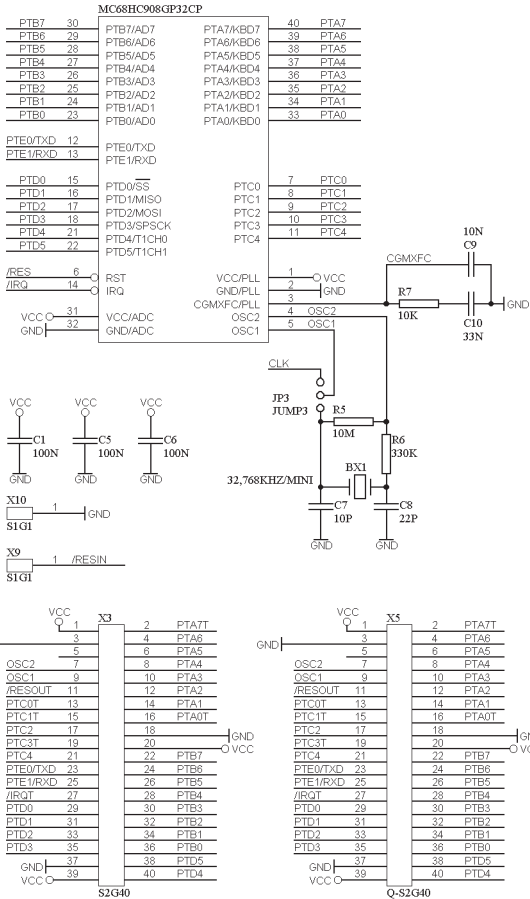 MC68HC908GP32CP
PTB7 30 PTB7/AD7 PTA7/KBD7 40 PTA7
PTB6 29 PTB6/AD6 PTA6/KBD6 39 PTA6
PTB5 28 PTB5/AD5 PTA5/KBD5 38 PTA5
PTB4 27 PTB4/AD4 PTA4/KBD4 37 PTA4
PTB3 26 PTB3/AD3 PTA3/KBD3 36 PTA3
PTB2 25 PTB2/AD2 PTA2/KBD2 35 PTA2
PTB1 24 PTB1/AD1 PTA1/KBD1 34 PTA1
PTB0 23 PTB0/AD0 PTA0/KBD0 33 PTA0
PTE0/TXD 12 PTE0/TXD
PTE1/RXD 13 PTE1/RXD
PTD0 15 PTD0/SS PTC0 7 PTC0
PTD1 16 PTD1/MISO PTC1 8 PTC1
PTD2 17 PTD2/MOSI PTC2 9 PTC2
PTD3 18 PTD3/SPSCK PTC3 10 PTC3
PTD4 21 PTD4/T1CH0 PTC4 11 PTC4
PTD5 22 PTD5/T1CH1
10N
C9
CGMXFC
/RES 6 RST VCC/PLL 1 VCC
/IRQ 14 IRQ GND/PLL 2 GND
CGMXFC/PLL 3
R7
10K
GND
C10
33N
VCC 31 VCC/ADC OSC2 4 OSC2
GND 32 GND/ADC OSC1 5 OSC1
CLK
JP3
JUMP3
R5
10M
R6
330K
VCC VCC VCC
C1 C5 C6
100N 100N 100N
GND GND GND
32,768KHZ/MINI BX1
C7 C8
10P 22P
GND GND
X10
1 GND
S1G1
X9
1 /RESIN
S1G1
VCC X3
1 2 PTA7T
3 4 PTA6
5 6 PTA5
OSC2 7 8 PTA4
OSC1 9 10 PTA3
/RESOUT 11 12 PTA2
PTC0T 13 14 PTA1
PTC1T 15 16 PTA0T
PTC2 17 18 GND
PTC3T 19 20 VCC
PTC4 21 22 PTB7
PTE0/TXD 23 24 PTB6
PTE1/RXD 25 26 PTB5
/IRQT 27 28 PTB4
PTD0 29 30 PTB3
PTD1 31 32 PTB2
PTD2 33 34 PTB1
PTD3 35 36 PTB0
GND 37 38 PTD5
VCC 39 40 PTD4
S2G40
VCC X5
1 2 PTA7T
GND 3 4 PTA6
5 6 PTA5
OSC2 7 8 PTA4
OSC1 9 10 PTA3
/RESOUT 11 12 PTA2
PTC0T 13 14 PTA1
PTC1T 15 16 PTA0T
PTC2 17 18
PTC3T 19 20
PTC4 21 22 PTB7
PTE0/TXD 23 24 PTB6
PTE1/RXD 25 26 PTB5
/IRQT 27 28 PTB4
PTD0 29 30 PTB3
PTD1 31 32 PTB2
PTD2 33 34 PTB1
PTD3 35 36 PTB0
GND 37 38 PTD5
VCC 39 40 PTD4
Q-S2G40